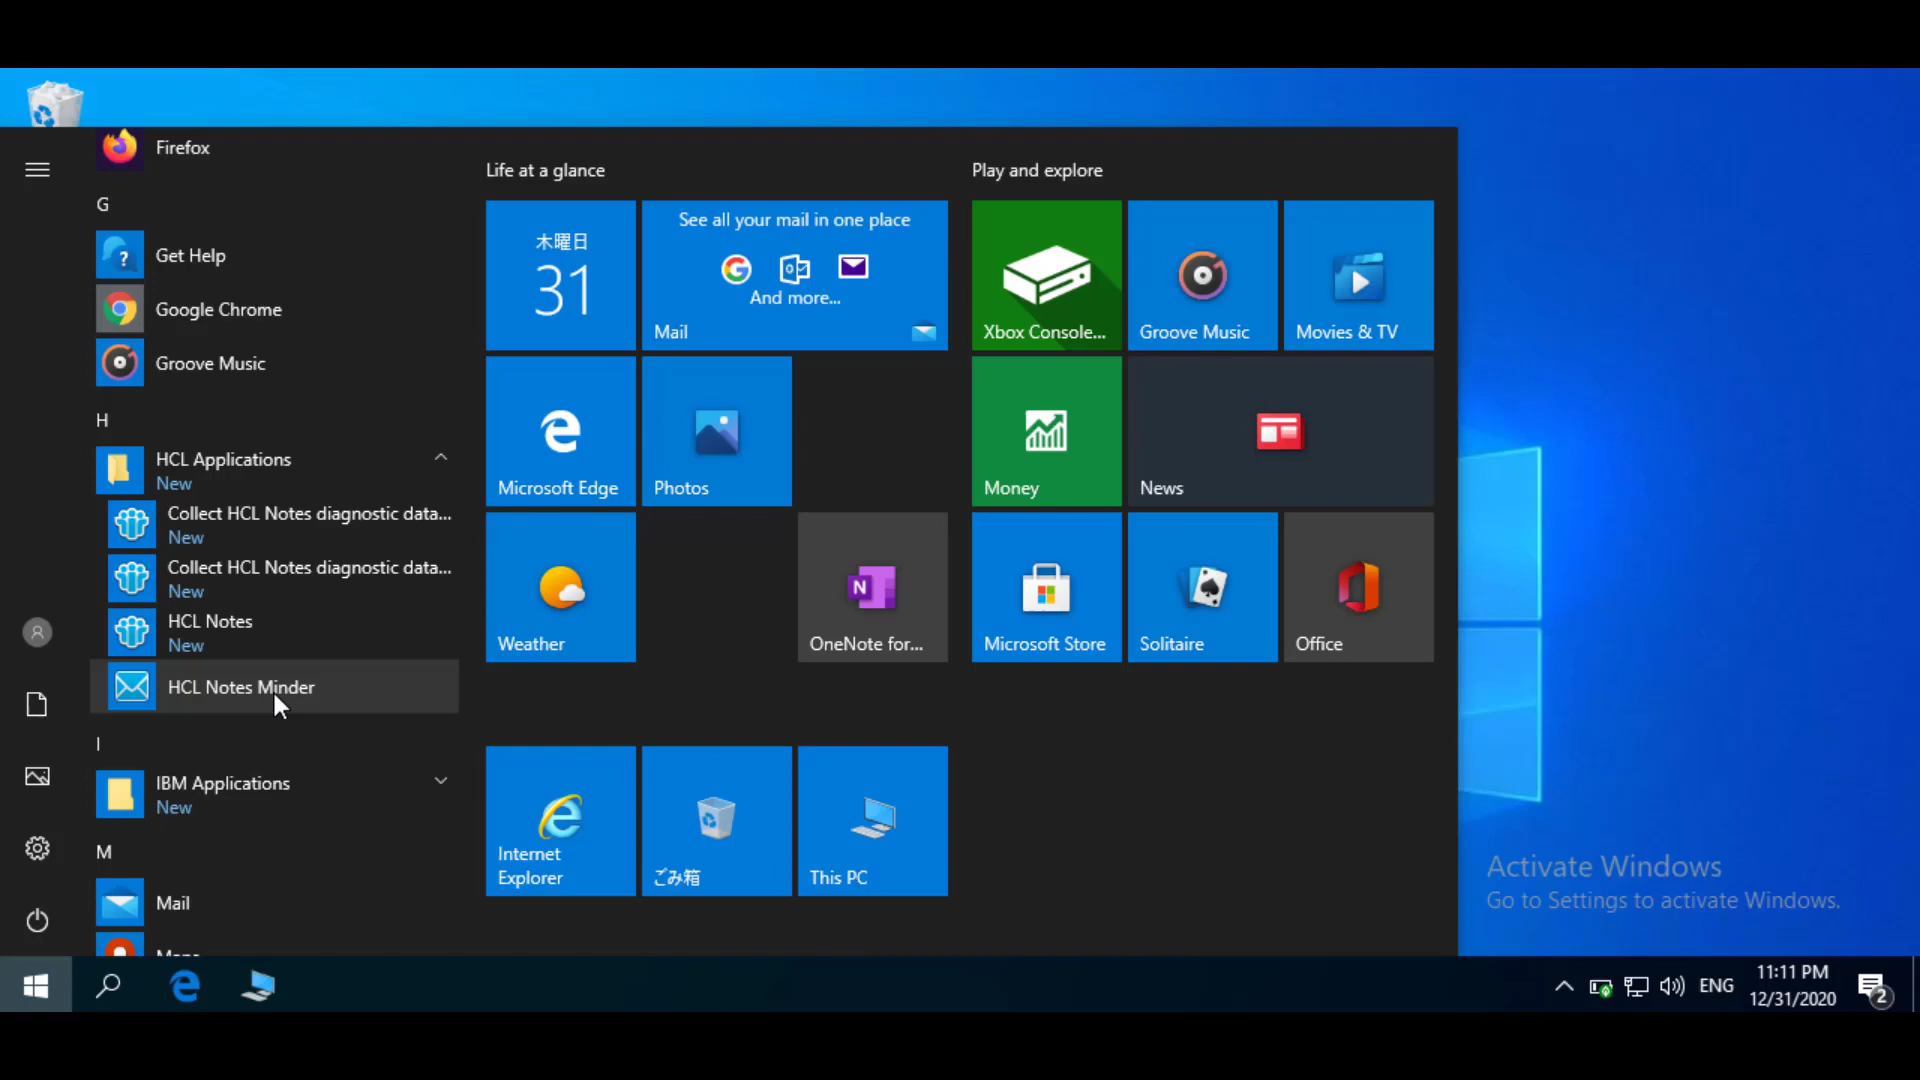 Firefox
G
Get Help
Google Chrome
Groove Music
H
HCL Applications
New
Collect HCL Notes diagnostic data...
New
Collect HCL Notes diagnostic data...
New
HCL Notes
New
HCL Notes Minder
I
IBM Applications
New
M
Mail
Life at a glance
木曜日
31
See all your mail in one place
And more...
Mail
Microsoft Edge
Photos
Weather
OneNote for...
Internet
Explorer
ごみ箱
This PC
Play and explore
Xbox Console...
Groove Music
Movies & TV
Money
News
Microsoft Store
Solitaire
Office
Activate Windows
Go to Settings to activate Windows.
ENG
11:11 PM
12/31/2020
2